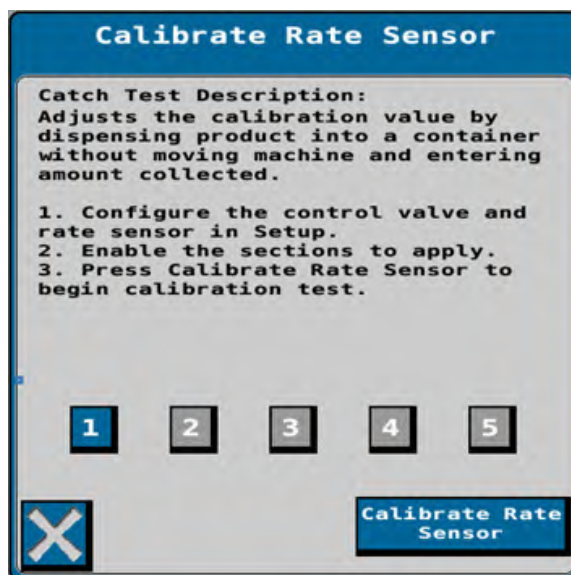 Calibrate Rate Sensor
Catch Test Description:
Adjusts the calibration value by
dispensing product into a container
without moving machine and entering
amount collected.
1. Configure the control valve and
rate sensor in Setup.
2. Enable the sections to apply.
3. Press Calibrate Rate Sensor to
begin calibration test.
1 2 3 4 5
Calibrate Rate
Sensor